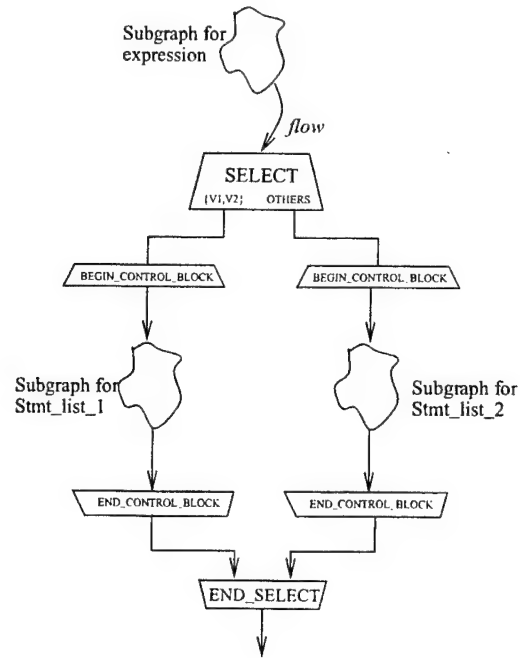 Subgraph for
expression
flow
SELECT
{V1,V2} OTHERS
BEGIN_CONTROL_BLOCK
BEGIN_CONTROL_BLOCK
Subgraph for
Stmt_list_1
Subgraph for
Stmt_list_2
END_CONTROL_BLOCK
END_CONTROL_BLOCK
END_SELECT